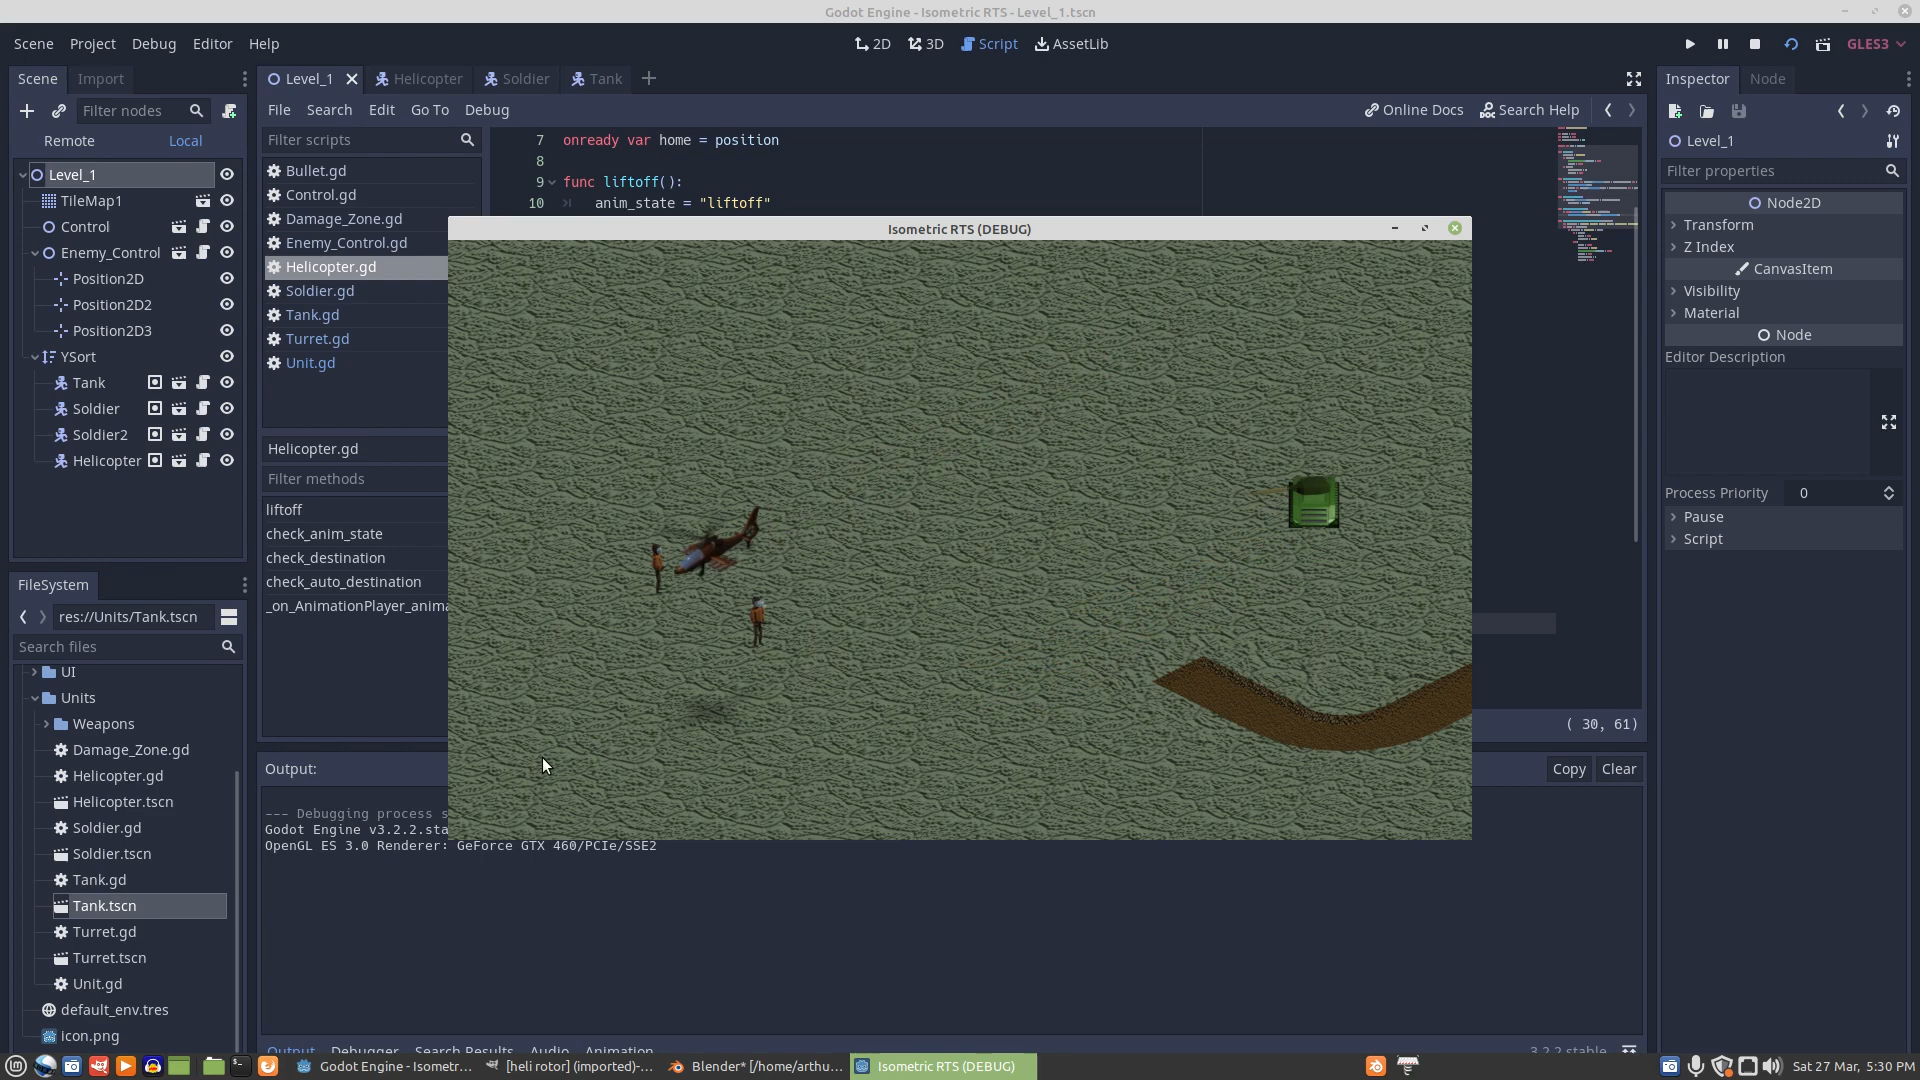 Godot Engine - Isometric RTS - Level_1.tscn
Scene Project Debug Editor Help
2D 3D Script AssetLib
GLES3
Scene Import
Level_1 Helicopter Soldier Tank
Inspector Node
Filter nodes
File Search Edit Go To Debug
Online Docs Search Help
Remote Local
Filter scripts
7 onready var home = position
8
9 func liftoff():
10 anim_state = "liftoff"
Level_1
Filter properties
Level_1
TileMap1
Control
Enemy_Control
Position2D
Position2D2
Position2D3
YSort
Tank
Soldier
Soldier2
Helicopter
Bullet.gd
Control.gd
Damage_Zone.gd
Enemy_Control.gd
Helicopter.gd
Soldier.gd
Tank.gd
Turret.gd
Unit.gd
Isometric RTS (DEBUG)
Node2D
Transform
Z Index
CanvasItem
Visibility
Material
Node
Editor Description
Process Priority 0
Pause
Script
Helicopter.gd
Filter methods
liftoff
check_anim_state
check_destination
check_auto_destination
_on_AnimationPlayer_anima
( 30, 61)
FileSystem
res://Units/Tank.tscn
Search files
UI
Units
Weapons
Damage_Zone.gd
Helicopter.gd
Helicopter.tscn
Soldier.gd
Soldier.tscn
Tank.gd
Tank.tscn
Turret.gd
Turret.tscn
Unit.gd
default_env.tres
icon.png
Output:
Copy Clear
--- Debugging process s
Godot Engine v3.2.2.sta
OpenGL ES 3.0 Renderer: GeForce GTX 460/PCIe/SSE2
Output Debugger Search Results Audio Animation
3.2.2.stable
Godot Engine - Isometr...
[heli rotor] (imported)-...
Blender* [/home/arthu...
Isometric RTS (DEBUG)
Sat 27 Mar, 5:30 PM